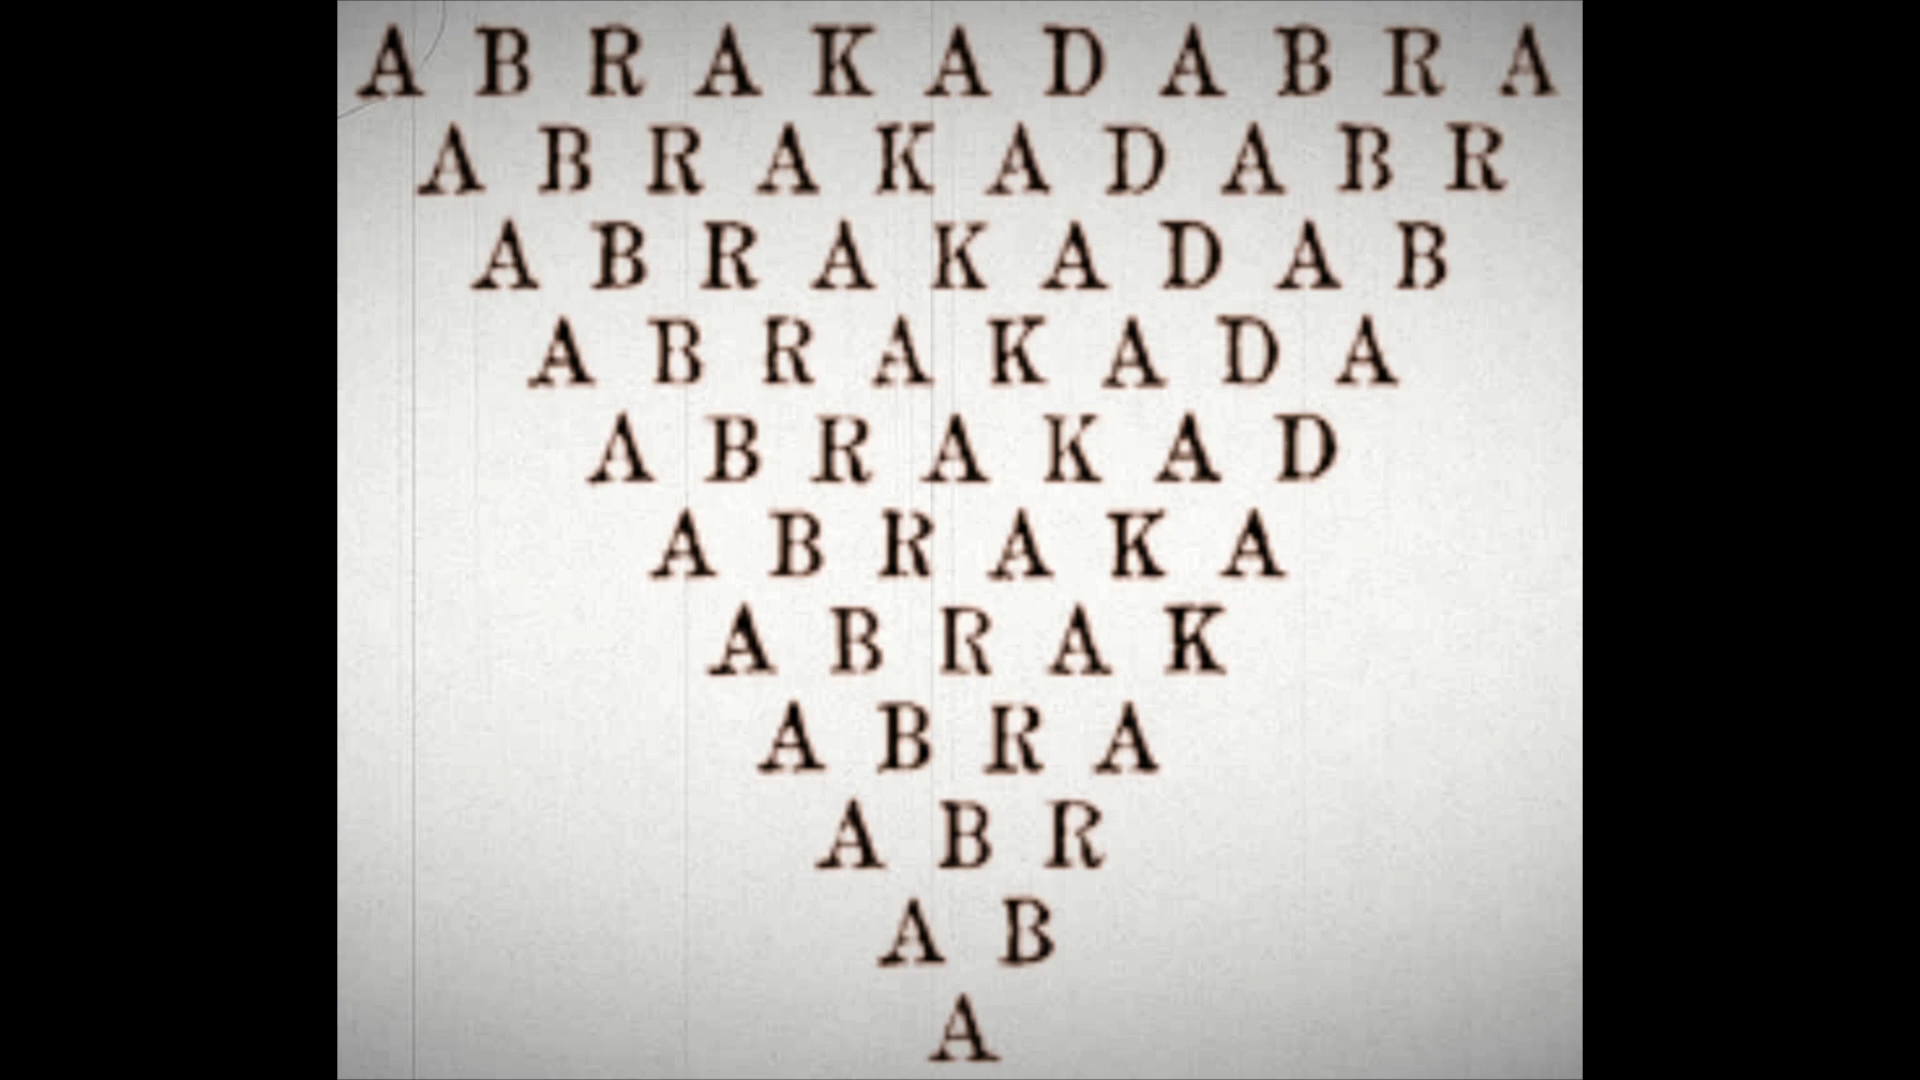 A B R A K A D A B R A
A B R A K A D A B R
A B R A K A D A B
A B R A K A D A
A B R A K A D
A B R A K A
A B R A K
A B R A
A B R
A B
A